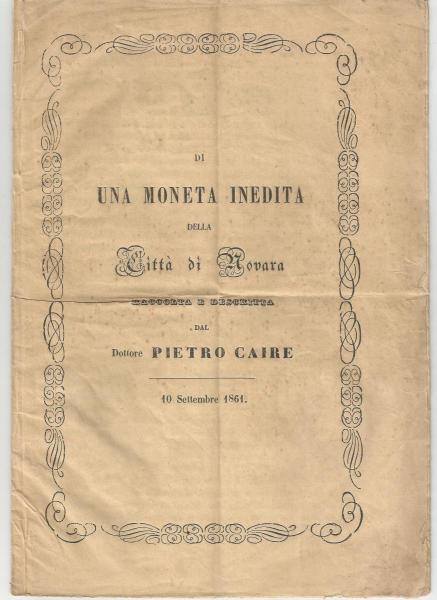 DI
UNA MONETA INEDITA
DELLA
Città di Novara
RACCOLTA E DESCRITTA
DAL
Dottore PIETRO CAIRE
10 Settembre 1861.